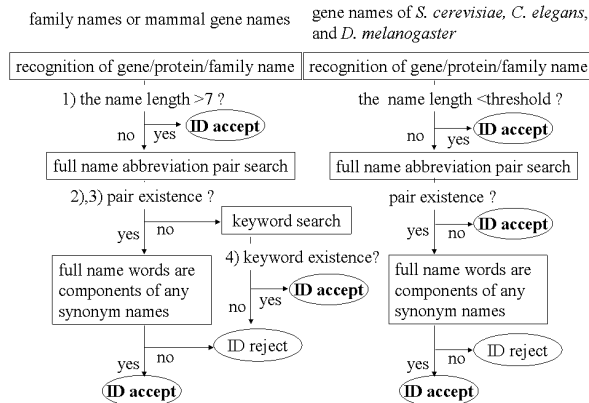 family names or mammal gene names
recognition of gene/protein/family name
1) the name length >7 ?
no
yes
ID accept
full name abbreviation pair search
2),3) pair existence ?
yes
no
keyword search
4) keyword existence?
no
yes
ID accept
full name words are
components of any
synonym names
yes
no
ID reject
ID accept
gene names of S. cerevisiae, C. elegans,
and D. melanogaster
recognition of gene/protein/family name
the name length <threshold ?
no
yes
ID accept
full name abbreviation pair search
pair existence ?
yes
no
ID accept
full name words are
components of any
synonym names
yes
no
ID reject
ID accept